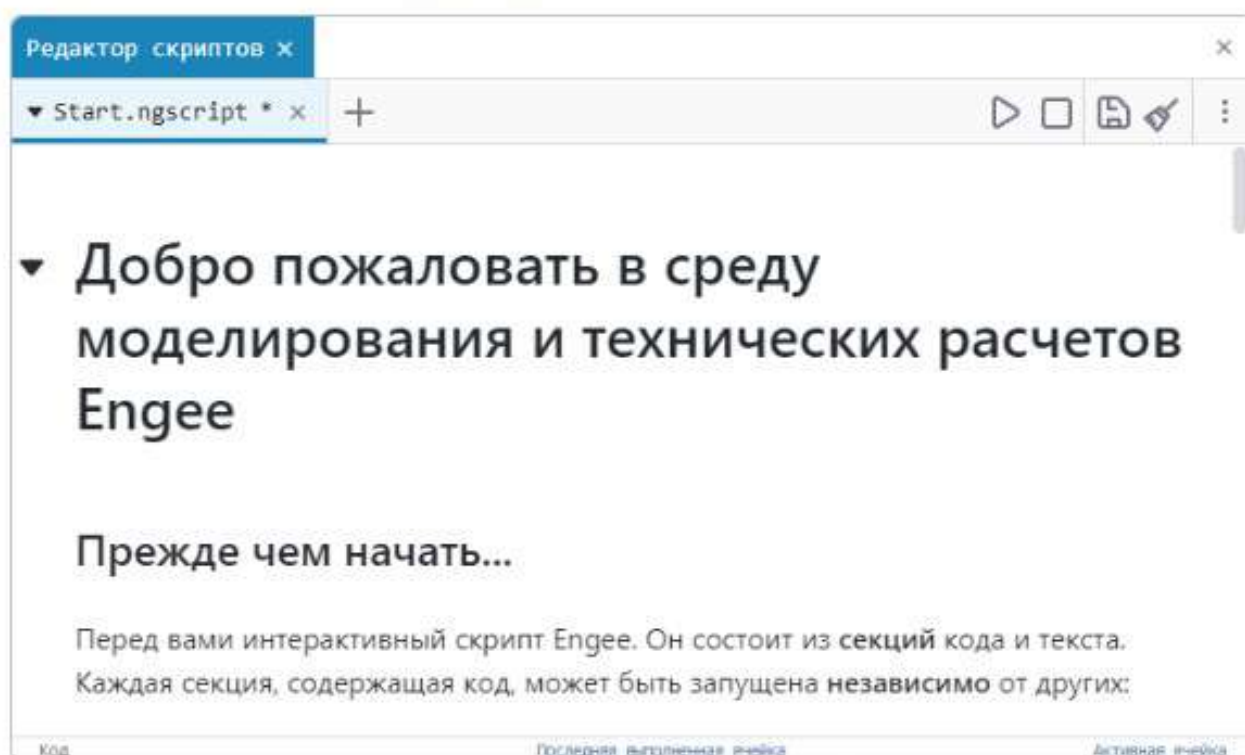 Редактор скриптов ×
Start.ngscript * ×
Добро пожаловать в среду
моделирования и технических расчетов
Engee
Прежде чем начать...
Перед вами интерактивный скрипт Engee. Он состоит из секций кода и текста.
Каждая секция, содержащая код, может быть запущена независимо от других:
Код Последняя выполненная ячейка Активная ячейка